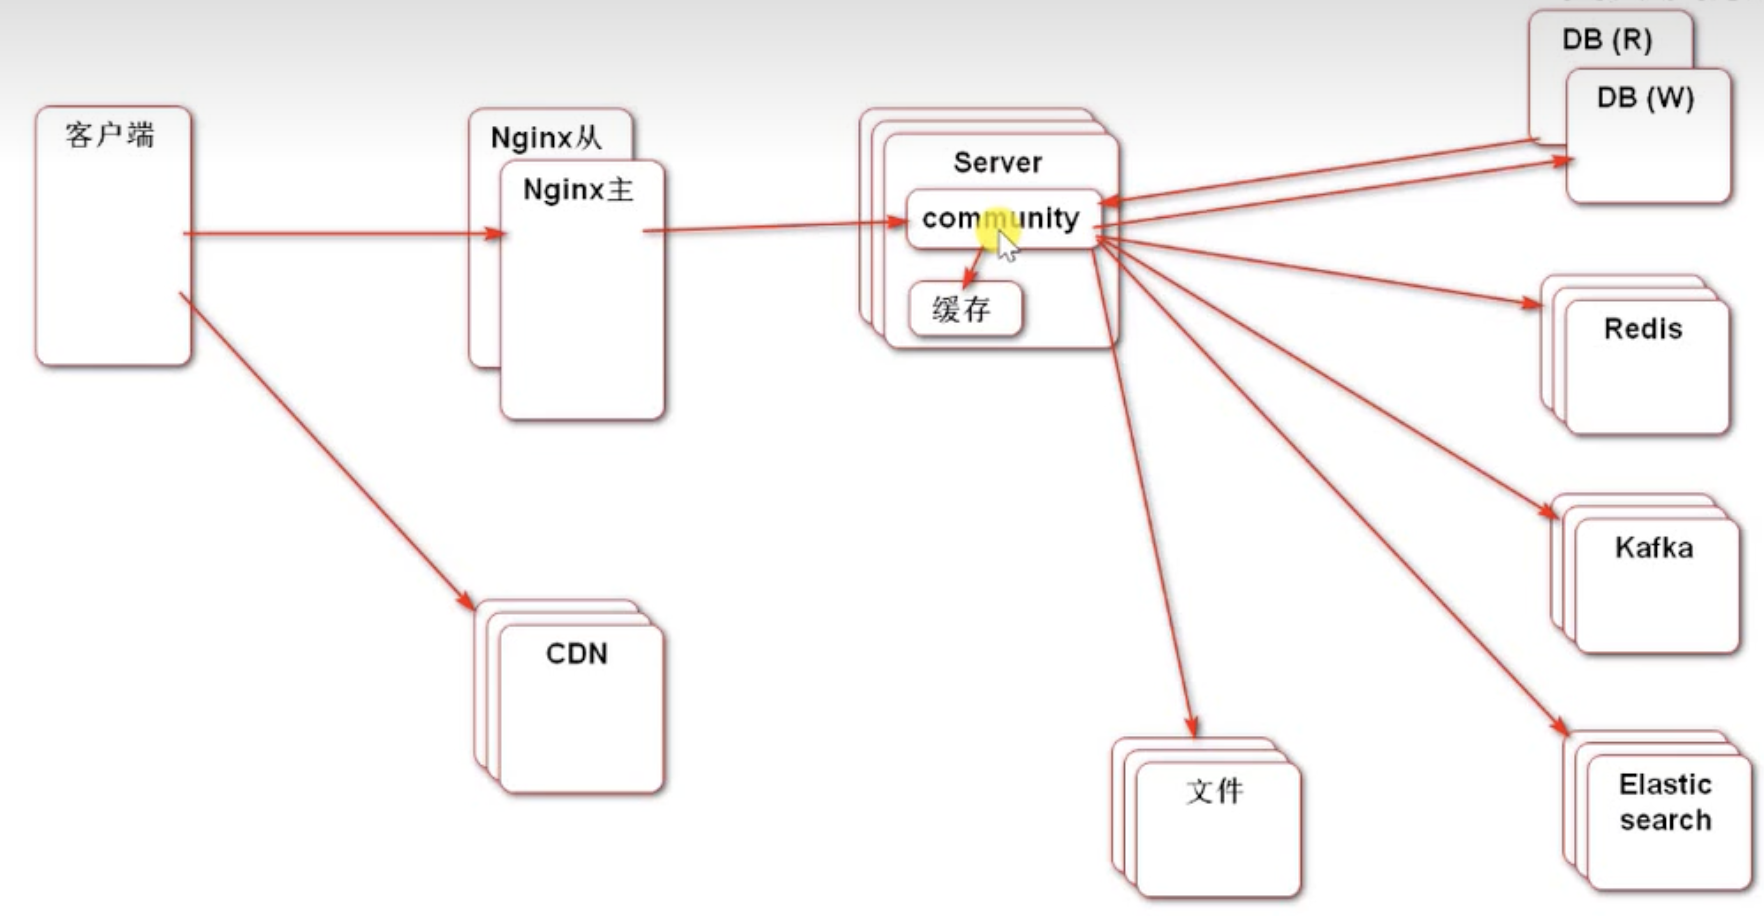 客户端
Nginx从
Nginx主
Server
community
缓存
DB (R)
DB (W)
Redis
Kafka
Elastic
search
文件
CDN